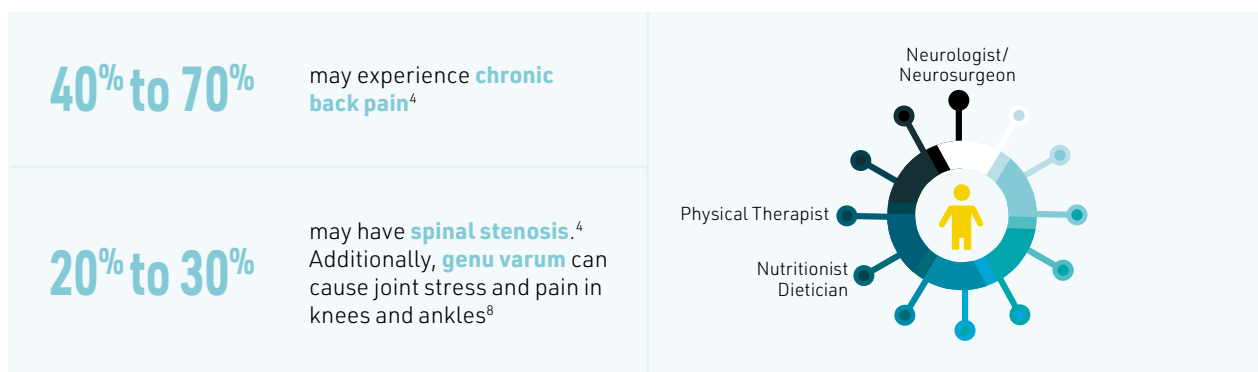 40% to 70%
may experience chronic
back pain4
20% to 30%
may have spinal stenosis.4
Additionally, genu varum can
cause joint stress and pain in
knees and ankles8
Neurologist/
Neurosurgeon
Physical Therapist
Nutritionist
Dietician